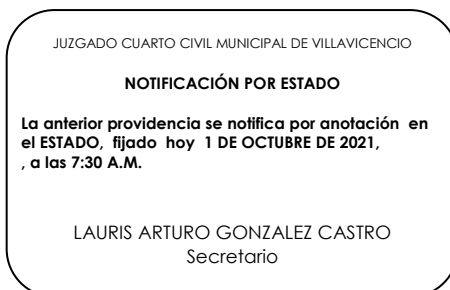 JUZGADO CUARTO CIVIL MUNICIPAL DE VILLAVICENCIO
NOTIFICACIÓN POR ESTADO
La anterior providencia se notifica por anotación en
el ESTADO, fijado hoy 1 DE OCTUBRE DE 2021,
, a las 7:30 A.M.
LAURIS ARTURO GONZALEZ CASTRO
Secretario